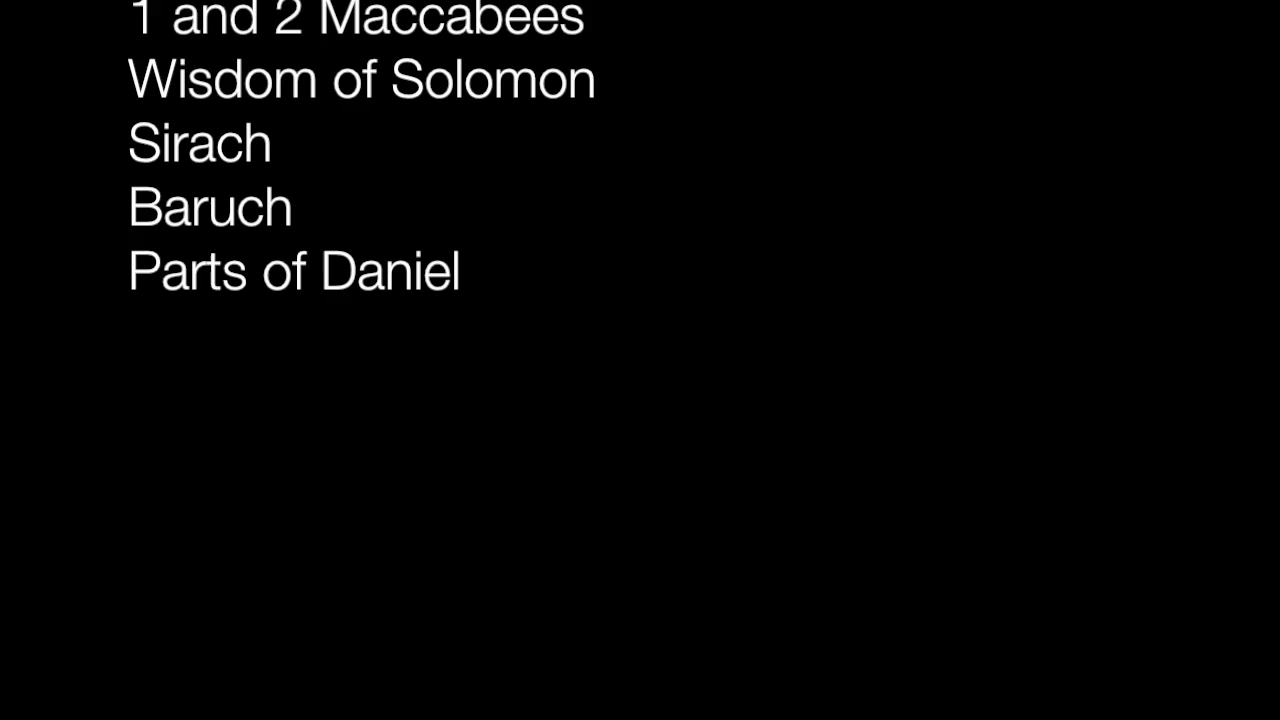 1 and 2 Maccabees
Wisdom of Solomon
Sirach
Baruch
Parts of Daniel